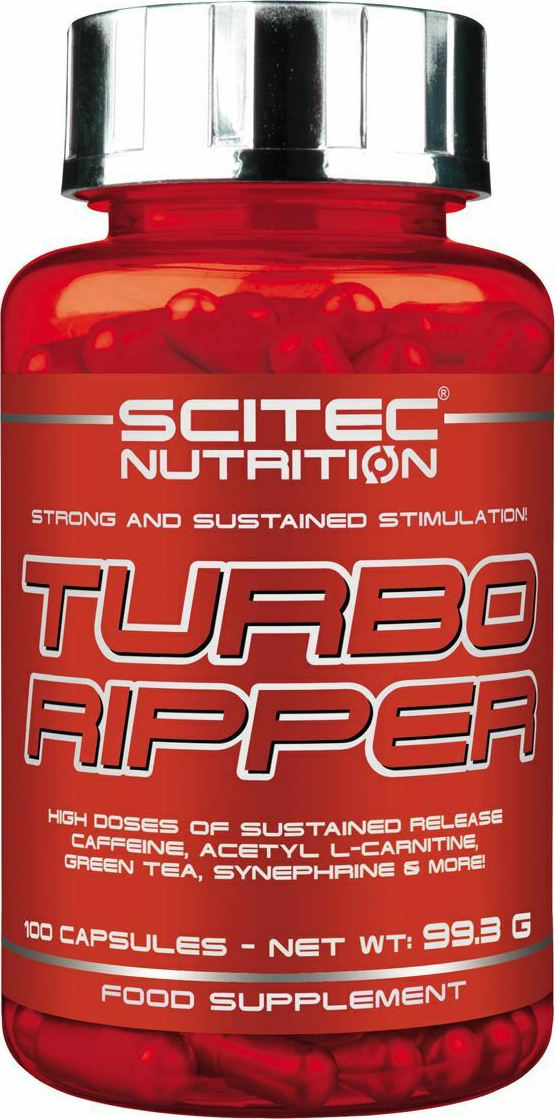 SCITEC®
NUTRITION
STRONG AND SUSTAINED STIMULATION!
TURBO
RIPPER
HIGH DOSES OF SUSTAINED RELEASE
CAFFEINE, ACETYL L-CARNITINE,
GREEN TEA, SYNEPHRINE & MORE!
100 CAPSULES - NET WT: 99.3 G
FOOD SUPPLEMENT